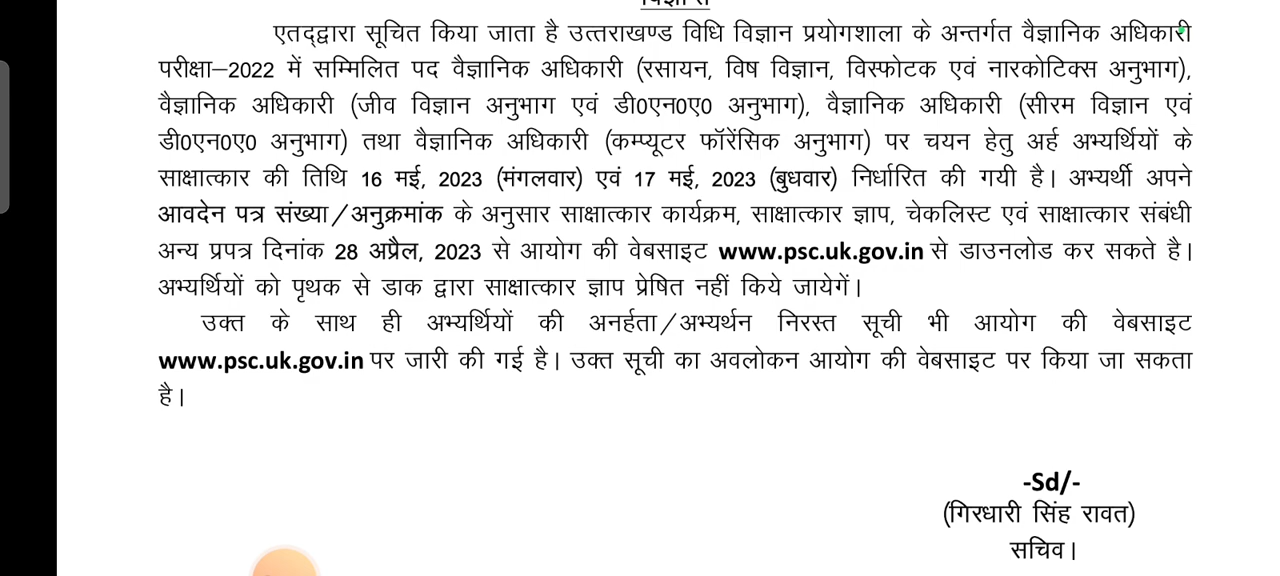 एतद्द्वारा सूचित किया जाता है उत्तराखण्ड विधि विज्ञान प्रयोगशाला के अन्तर्गत वैज्ञानिक अधिकारी
परीक्षा–2022 में सम्मिलित पद वैज्ञानिक अधिकारी (रसायन, विष विज्ञान, विस्फोटक एवं नारकोटिक्स अनुभाग),
वैज्ञानिक अधिकारी (जीव विज्ञान अनुभाग एवं डी0एन0ए0 अनुभाग), वैज्ञानिक अधिकारी (सीरम विज्ञान एवं
डी0एन0ए0 अनुभाग) तथा वैज्ञानिक अधिकारी (कम्प्यूटर फॉरेंसिक अनुभाग) पर चयन हेतु अर्ह अभ्यर्थियों के
साक्षात्कार की तिथि 16 मई, 2023 (मंगलवार) एवं 17 मई, 2023 (बुधवार) निर्धारित की गयी है। अभ्यर्थी अपने
आवदेन पत्र संख्या/अनुक्रमांक के अनुसार साक्षात्कार कार्यक्रम, साक्षात्कार ज्ञाप, चेकलिस्ट एवं साक्षात्कार संबंधी
अन्य प्रपत्र दिनांक 28 अप्रैल, 2023 से आयोग की वेबसाइट www.psc.uk.gov.in से डाउनलोड कर सकते है।
अभ्यर्थियों को पृथक से डाक द्वारा साक्षात्कार ज्ञाप प्रेषित नहीं किये जायेगें।
उक्त के साथ ही अभ्यर्थियों की अनर्हता/अभ्यर्थन निरस्त सूची भी आयोग की वेबसाइट
www.psc.uk.gov.in पर जारी की गई है। उक्त सूची का अवलोकन आयोग की वेबसाइट पर किया जा सकता
है।
-Sd/-
(गिरधारी सिंह रावत)
सचिव।